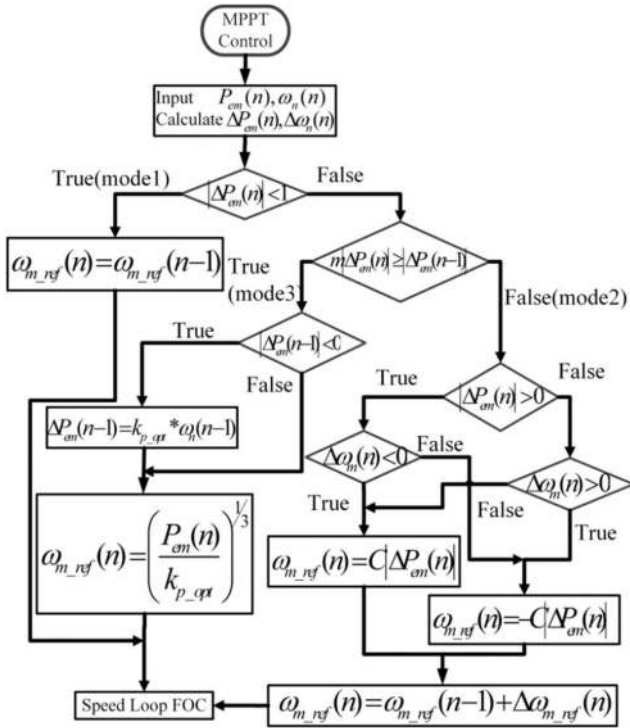 MPPT
Control
Input P_em(n), ω_n(n)
Calculate ΔP_em(n), Δω_n(n)
True(mode1)
False
|ΔP_em(n)|<1
ω_m_ref(n)=ω_m_ref(n-1)
True
(mode3)
m|ΔP_em(n)|≥|ΔP_em(n-1)|
False(mode2)
True
|ΔP_em(n-1)|<0
False
True
|ΔP_em(n)|>0
False
ΔP_em(n-1)=k_p_opt*ω_n(n-1)
Δω_m(n)<0
False
Δω_m(n)>0
True
False
True
ω_m_ref(n)=(P_em(n)/k_p_opt)^1/3
ω_m_ref(n)=C|ΔP_em(n)|
ω_m_ref(n)=-C|ΔP_em(n)|
Speed Loop FOC
ω_m_ref(n)=ω_m_ref(n-1)+Δω_m_ref(n)